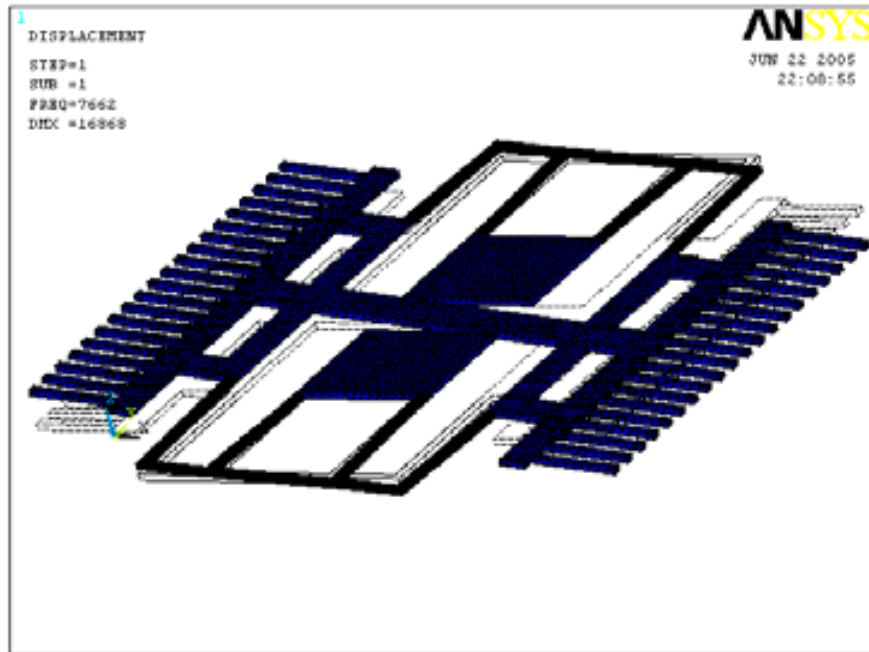 1
DISPLACEMENT
STEP=1
SUB =1
FREQ=7662
DMX =16868
ANSYS
JUN 22 2005
22:08:55
Z
Y